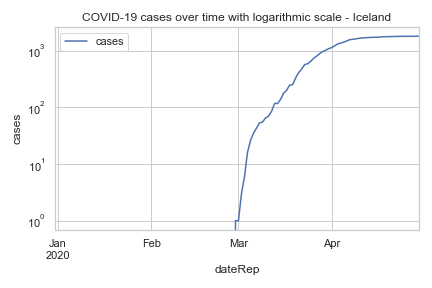 COVID-19 cases over time with logarithmic scale - Iceland
cases
10³
10²
10¹
10⁰
cases
Jan
2020
Feb
Mar
Apr
dateRep